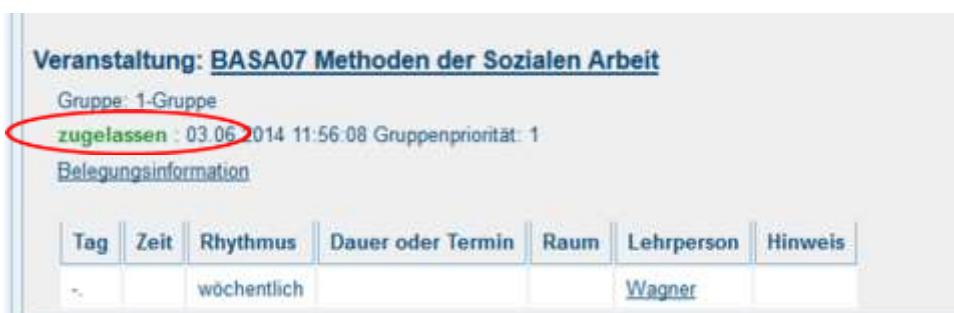 Veranstaltung: BASA07 Methoden der Sozialen Arbeit
Gruppe: 1-Gruppe
zugelassen : 03.06.2014 11:56:08 Gruppenpriorität: 1
Belegungsinformation
Tag Zeit Rhythmus Dauer oder Termin Raum Lehrperson Hinweis
-. wöchentlich Wagner